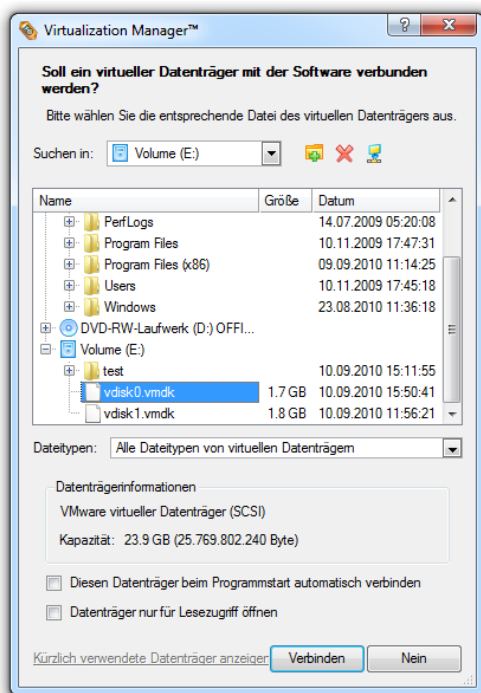 Virtualization Manager™
Soll ein virtueller Datenträger mit der Software verbunden
werden?
Bitte wählen Sie die entsprechende Datei des virtuellen Datenträgers aus.
Suchen in: Volume (E:)
Name Größe Datum
PerfLogs 14.07.2009 05:20:08
Program Files 10.11.2009 17:47:31
Program Files (x86) 09.09.2010 11:14:25
Users 10.11.2009 17:45:18
Windows 23.08.2010 11:36:18
DVD-RW-Laufwerk (D:) OFFI...
Volume (E:)
test 10.09.2010 15:11:55
vdisk0.vmdk 1.7 GB 10.09.2010 15:50:41
vdisk1.vmdk 1.8 GB 10.09.2010 11:56:21
Dateitypen: Alle Dateitypen von virtuellen Datenträgern
Datenträgerinformationen
VMware virtueller Datenträger (SCSI)
Kapazität: 23.9 GB (25.769.802.240 Byte)
Diesen Datenträger beim Programmstart automatisch verbinden
Datenträger nur für Lesezugriff öffnen
Kürzlich verwendete Datenträger anzeigen Verbinden Nein